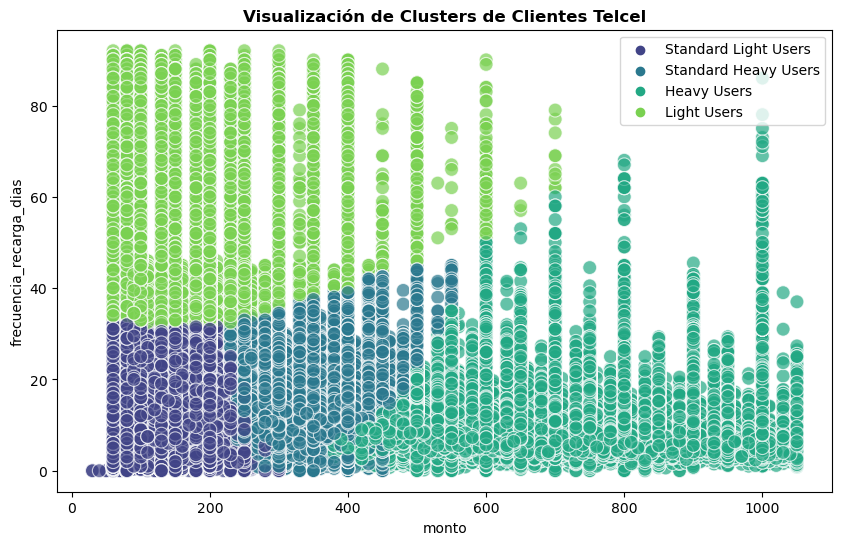 Visualización de Clusters de Clientes Telcel
Standard Light Users
Standard Heavy Users
Heavy Users
Light Users
frecuencia_recarga_dias
80
60
40
20
0
0 200 400 600 800 1000
monto